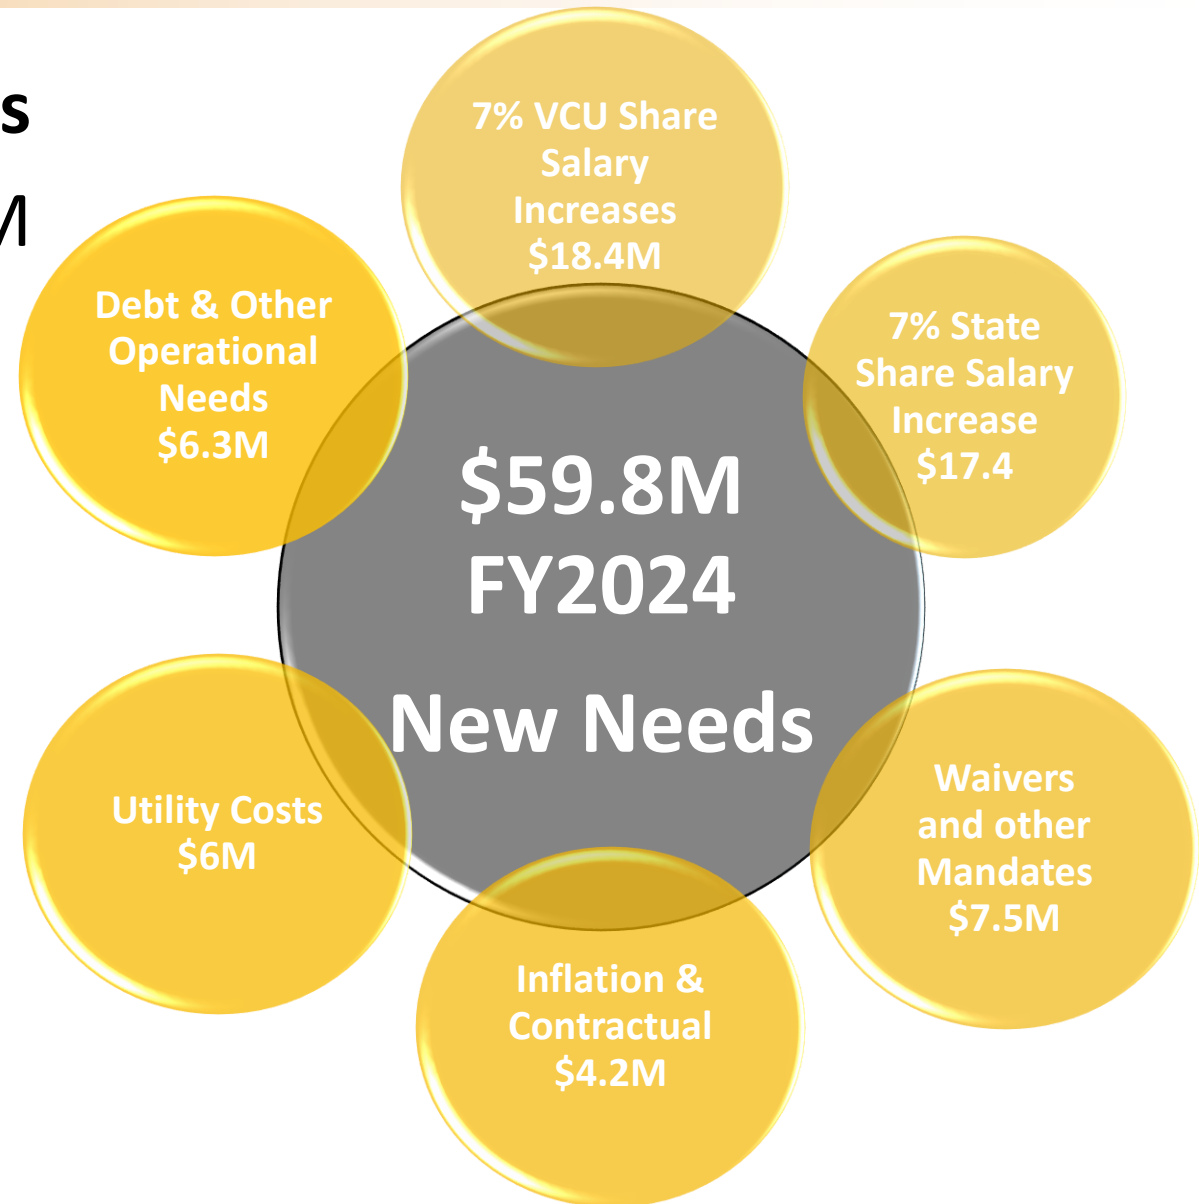 s
M
7% VCU Share
Salary
Increases
$18.4M
7% State
Share Salary
Increase
$17.4
Debt & Other
Operational
Needs
$6.3M
$59.8M
FY2024
New Needs
Waivers
and other
Mandates
$7.5M
Utility Costs
$6M
Inflation &
Contractual
$4.2M